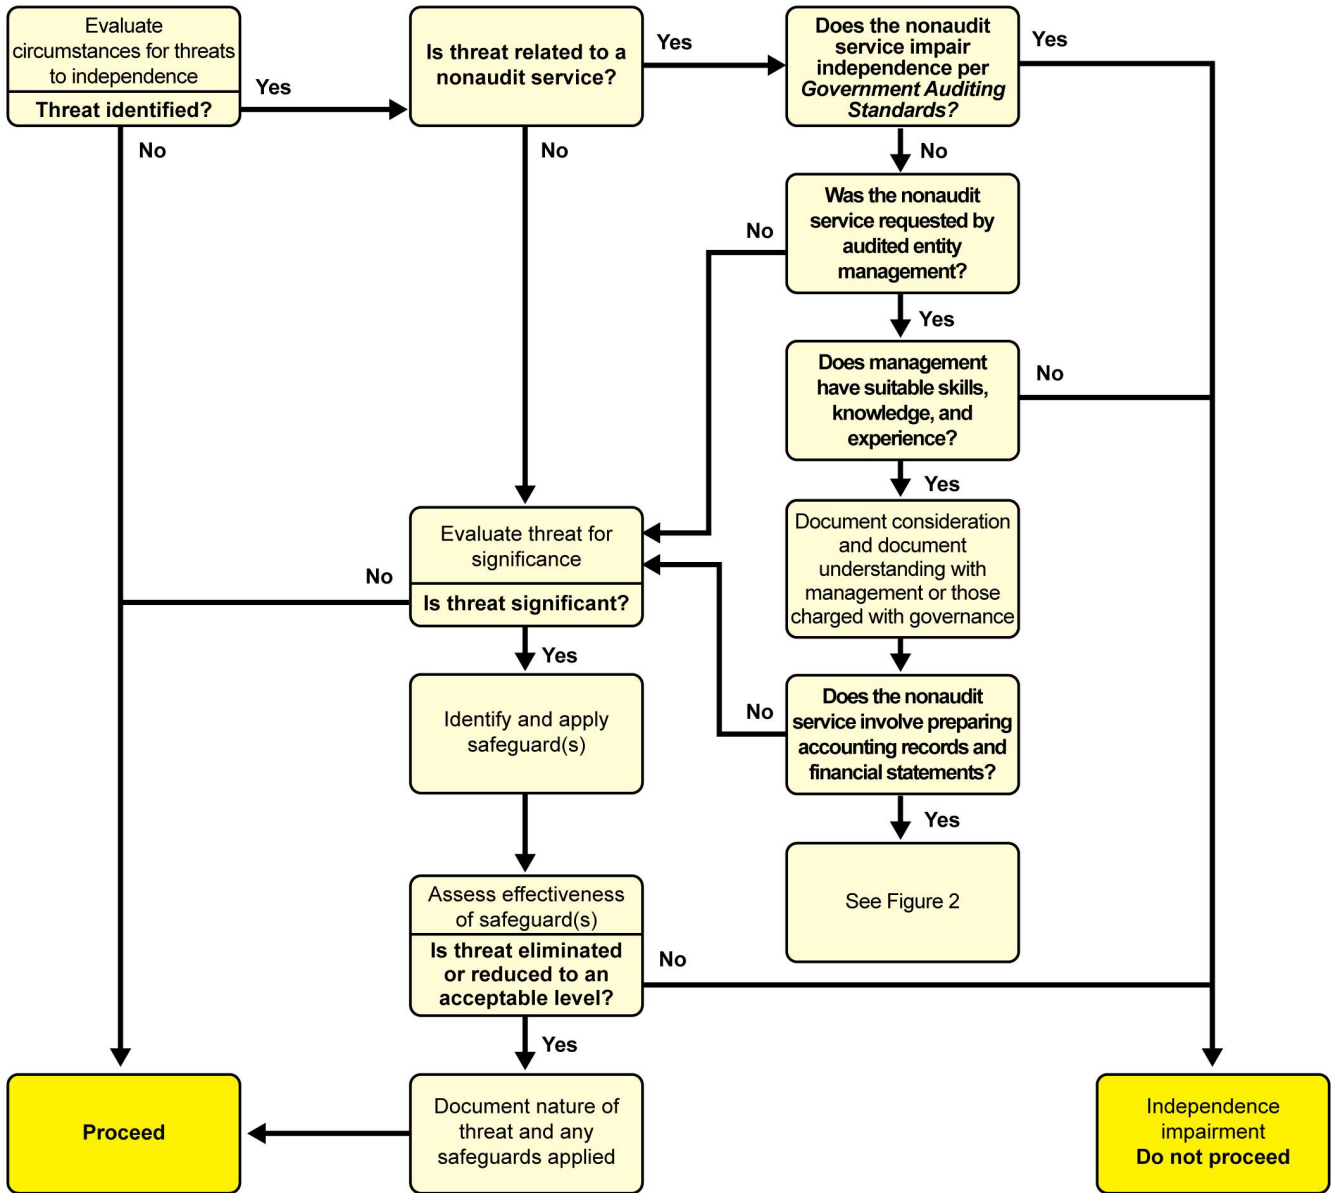 Evaluate
circumstances for threats
to independence
Threat identified?
Yes
No
Is threat related to a
nonaudit service?
Yes
No
Does the nonaudit
service impair
independence per
Government Auditing
Standards?
Yes
No
Was the nonaudit
service requested by
audited entity
management?
No
Yes
Does management
have suitable skills,
knowledge, and
experience?
No
Yes
Document consideration
and document
understanding with
management or those
charged with governance
Does the nonaudit
service involve preparing
accounting records and
financial statements?
No
Yes
See Figure 2
Evaluate threat for
significance
Is threat significant?
No
Yes
Identify and apply
safeguard(s)
Assess effectiveness
of safeguard(s)
Is threat eliminated
or reduced to an
acceptable level?
No
Yes
Document nature of
threat and any
safeguards applied
Proceed
Independence
impairment
Do not proceed